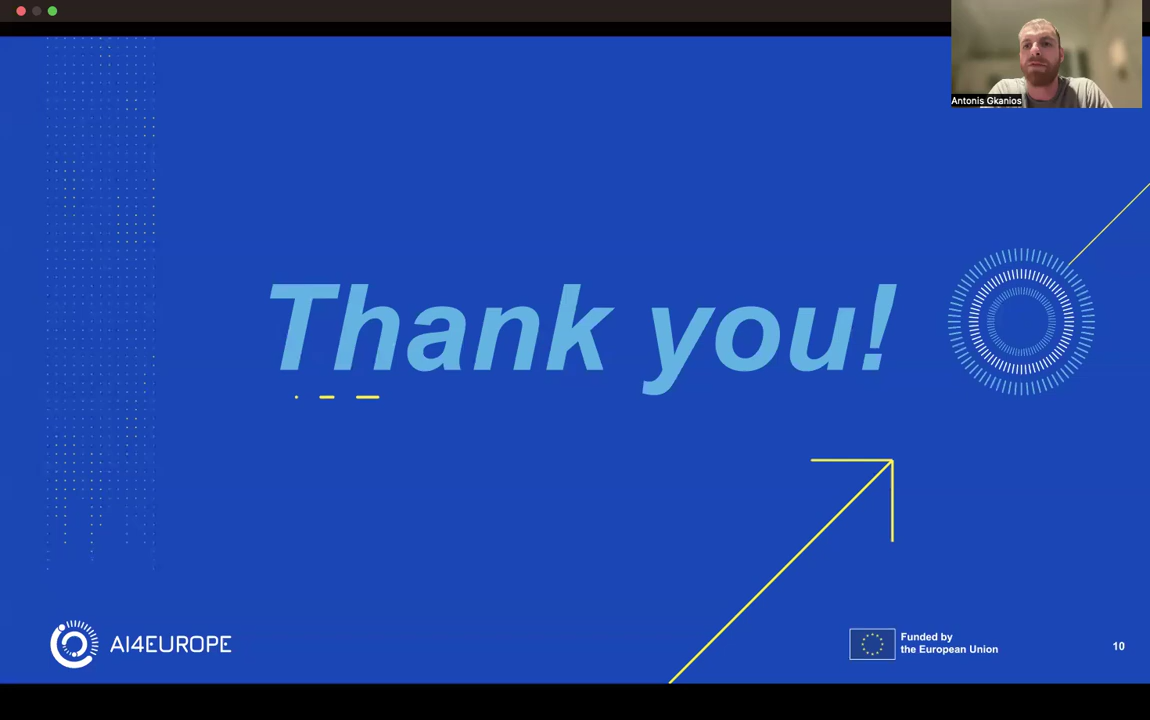 Antonis Gkanios
Thank you!
AI4EUROPE
Funded by
the European Union
10